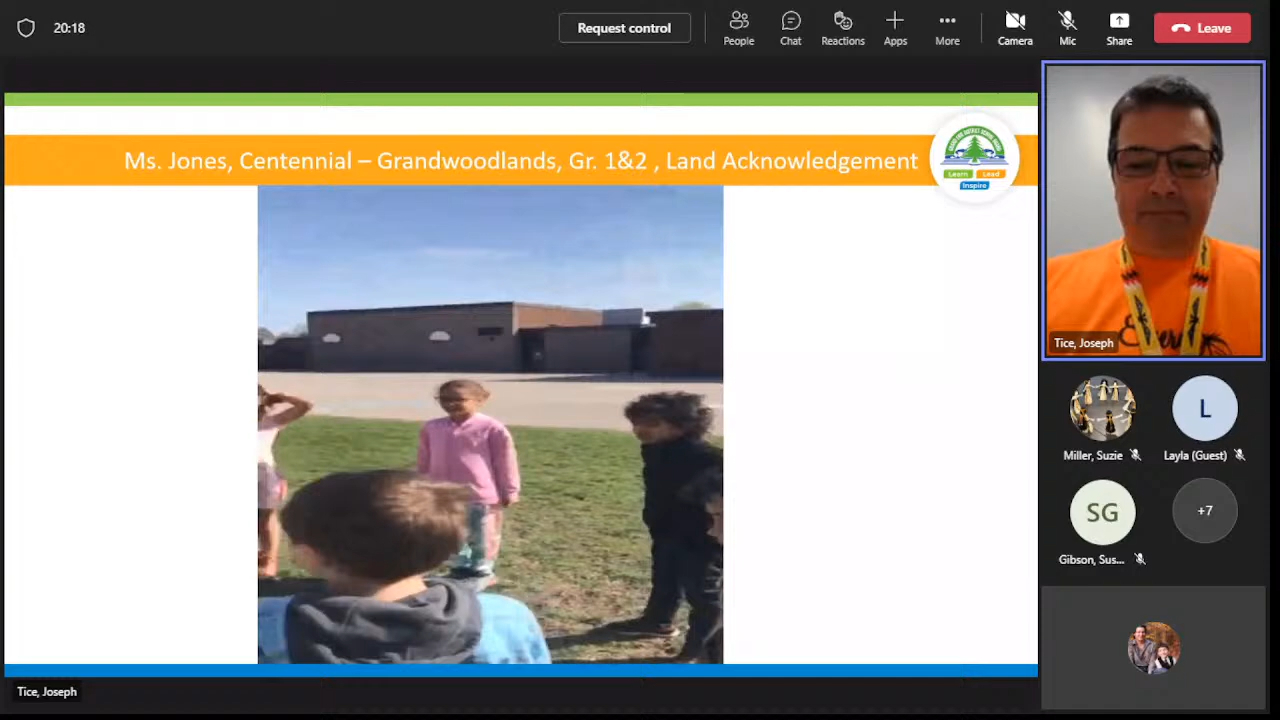 20:18
Request control
People
Chat
Reactions
Apps
More
Camera
Mic
Share
Leave
Ms. Jones, Centennial – Grandwoodlands, Gr. 1&2 , Land Acknowledgement
Learn
Lead
Inspire
Tice, Joseph
Miller, Suzie
L
Layla (Guest)
SG
+7
Gibson, Sus...
Tice, Joseph